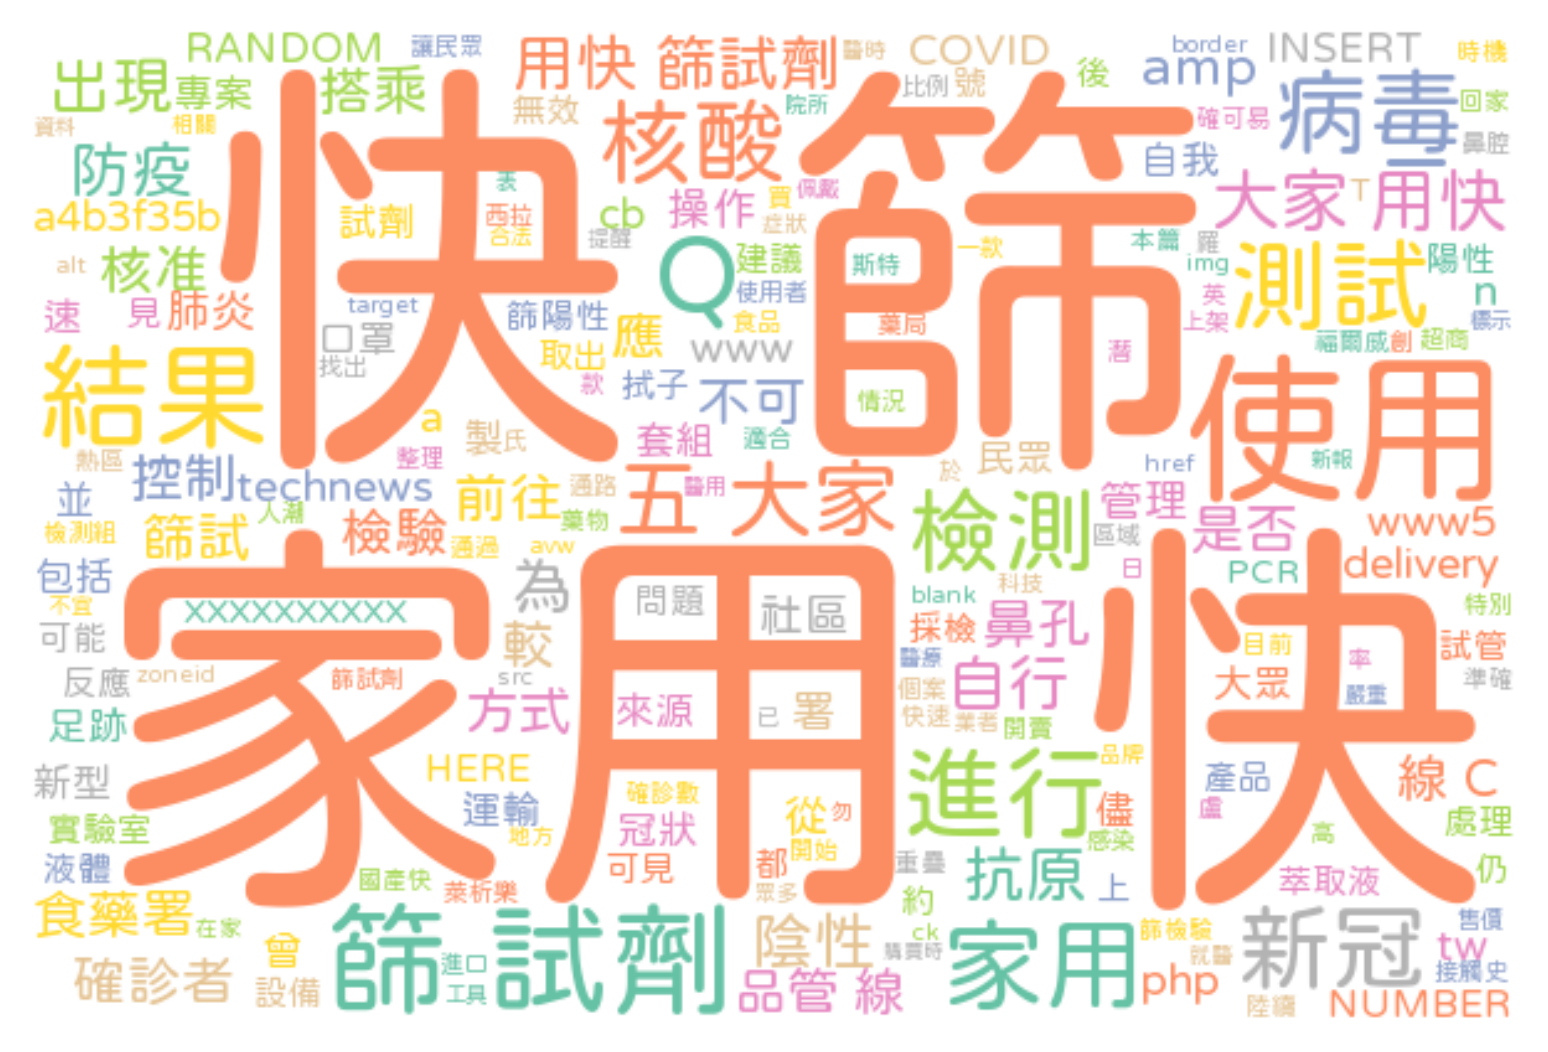 RANDOM
讓民眾
用快 篩試劑
醫時
COVID
border
INSERT
時機
出現
專案
搭乘
無效
核酸
院所
比例
號
後
amp
病毒
回家
資料
相關
快篩
確可易
鼻腔
防疫
表
自我
大家
T
用快
a4b3f35b
試劑
西拉
合法
cb
操作
買
佩戴
症狀
提醒
一款
本篇
羅
alt
核准
Q
建議
斯特
img
測試
陽性
速
見
肺炎
target
篩陽性
使用者
食品
藥局
英
上架
n
標示
口罩
找出
取出
應
www
潛
福爾威
創
超商
結果
款
拭子
不可
情況
使用
a
製
氏
套組
適合
熱區
整理
控制
technews
前往
通路
五 大家
醫用
於
民眾
href
新報
並
人潮
藥物
檢測
管理
區域
是否
www5
檢測組
篩試
檢驗
通過
avw
日
PCR
delivery
包括
家用快
為
問題
社區
blank
科技
不宜
xxxxxxxxxx
特別
可能
較
採檢
鼻孔
目前
試管
反應
zoneid
篩試劑
src
醫療
自行
率
大眾
嚴重
準確
足跡
方式
來源
已
署
個案
快速
業者
開賣
新型
HERE
進行
品牌
產品
線 C
實驗室
運輸
地方
確診數
冠狀
從
勿
開始
儘
感染
盧
高
處理
液體
國產快
萊析樂
可見
都
眾多
重疊
抗原
上
萃取液
仍
食藥署
在家
篩試劑
約
陰性
ck
家用
篩檢驗
新冠
售價
確診者
曾
設備
進口
工具
品管 線
購買時
php
就醫
陸續
tw
接觸史
NUMBER